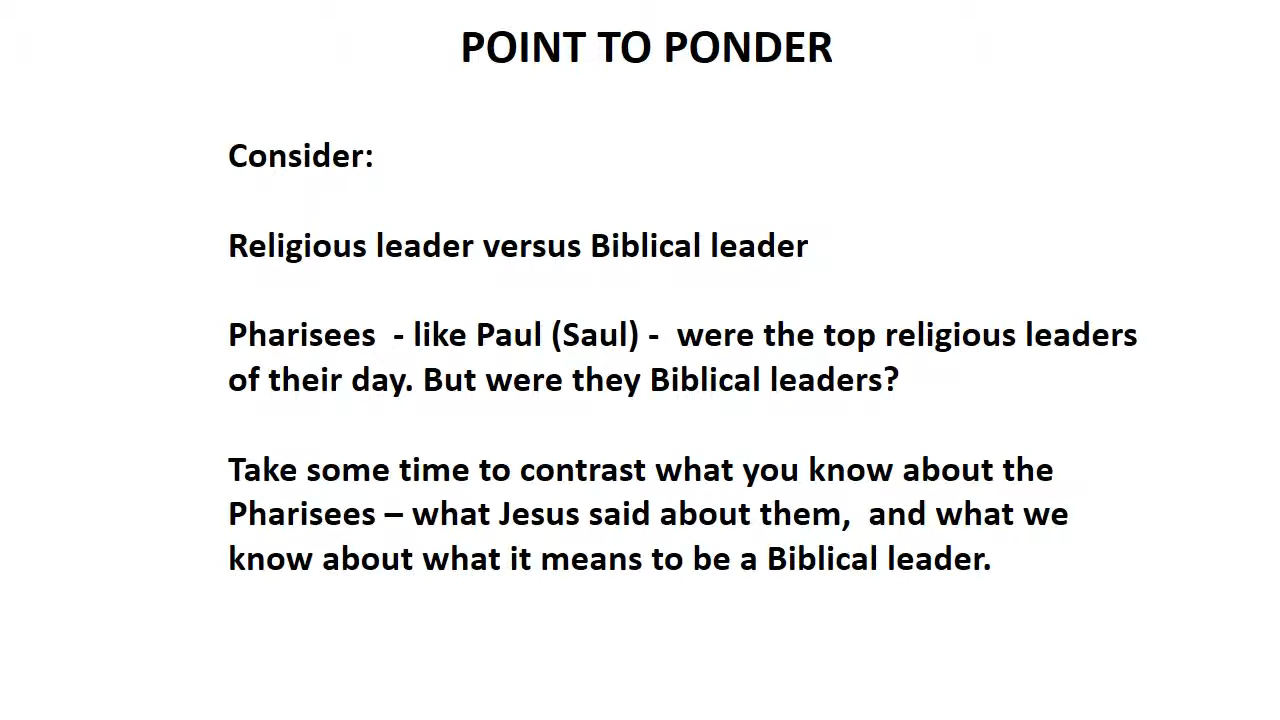 POINT TO PONDER
Consider:
Religious leader versus Biblical leader
Pharisees  - like Paul (Saul) -  were the top religious leaders
of their day. But were they Biblical leaders?
Take some time to contrast what you know about the
Pharisees – what Jesus said about them,  and what we
know about what it means to be a Biblical leader.